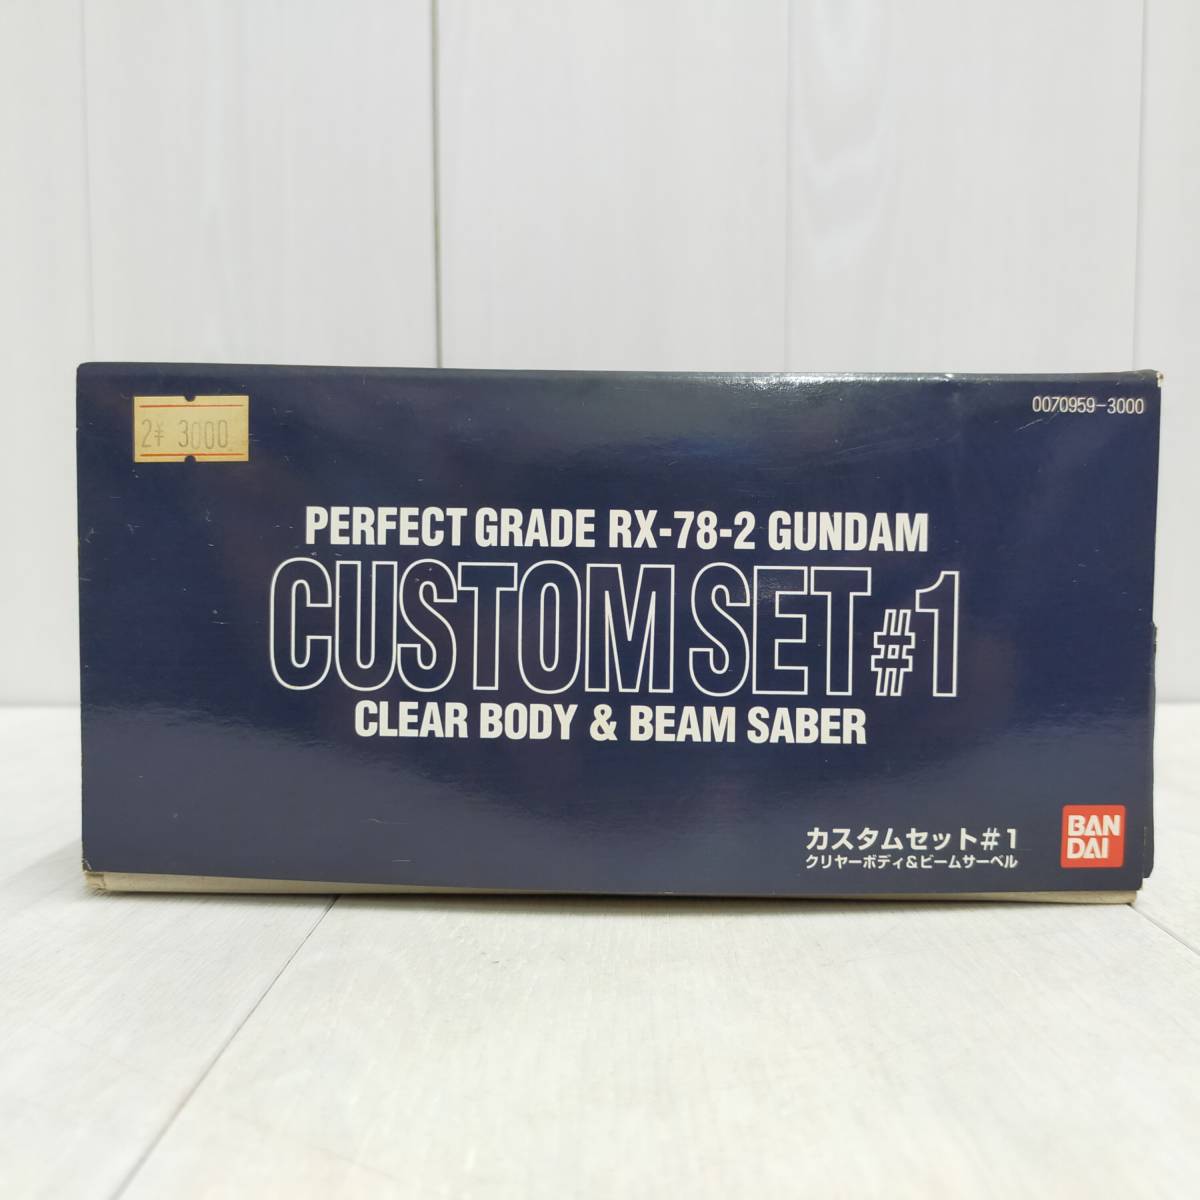 2¥ 3000
0070959-3000
PERFECT GRADE RX-78-2 GUNDAM
CUSTOM SET #1
CLEAR BODY & BEAM SABER
カスタムセット#1
クリヤーボディ&ビームサーベル
BAN
DAI